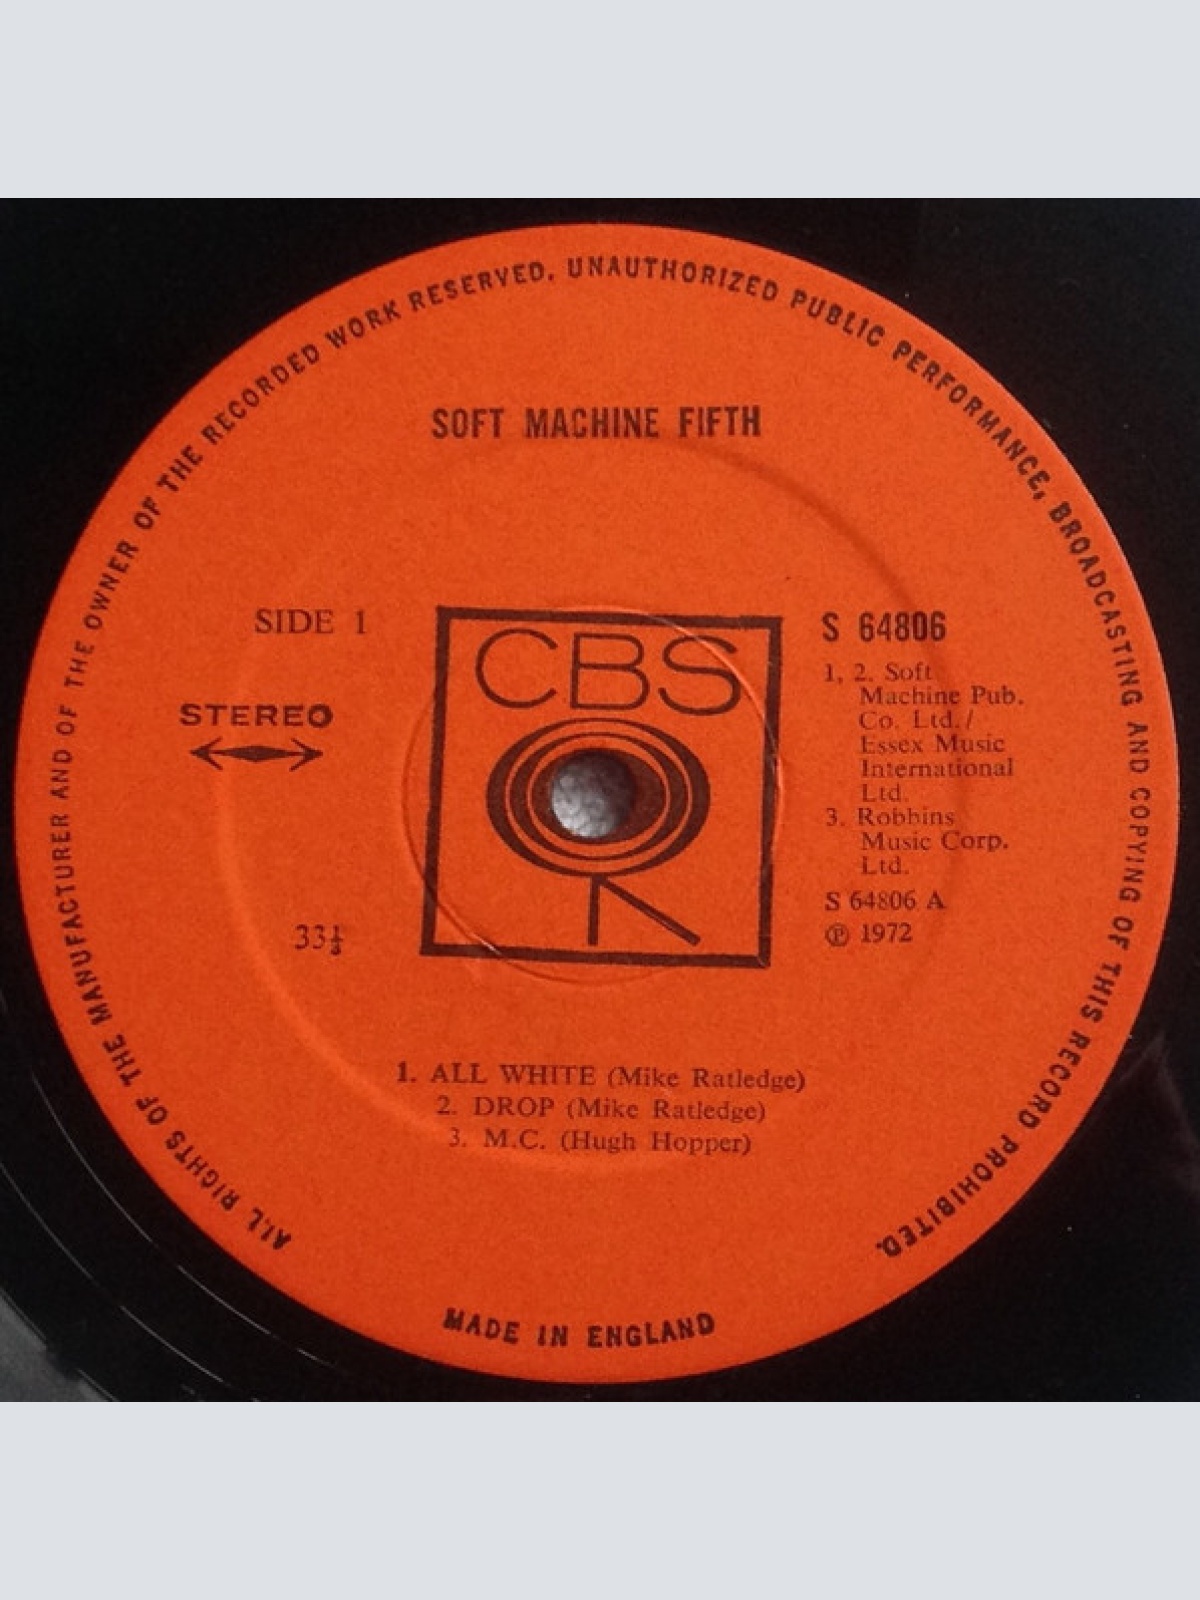 ALL RIGHTS OF THE MANUFACTURER AND OF THE OWNER OF THE RECORDED WORK RESERVED. UNAUTHORIZED PUBLIC PERFORMANCE, BROADCASTING AND COPYING OF THIS RECORD PROHIBITED.
SOFT MACHINE FIFTH
SIDE 1
STEREO
33⅓
CBS
S 64806
1, 2. Soft
Machine Pub.
Co. Ltd./
Essex Music
International
Ltd.
3. Robbins
Music Corp.
Ltd.
S 64806 A
℗ 1972
1. ALL WHITE (Mike Ratledge)
2. DROP (Mike Ratledge)
3. M.C. (Hugh Hopper)
MADE IN ENGLAND